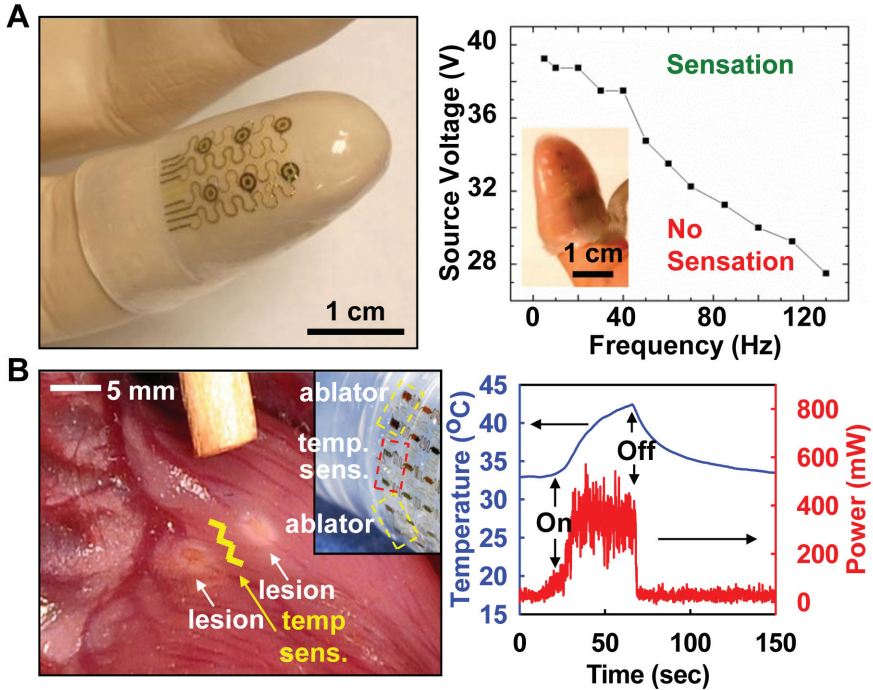 A
1 cm
Source Voltage (V)
40
36
32
28
Sensation
No
Sensation
1 cm
0
40
80
120
Frequency (Hz)
B
5 mm
ablator
temp.
sens.
ablator
lesion
lesion
temp
sens.
Temperature (°C)
45
40
35
30
25
20
15
On
Off
800
600
400
200
0
Power (mW)
0
50
100
150
Time (sec)